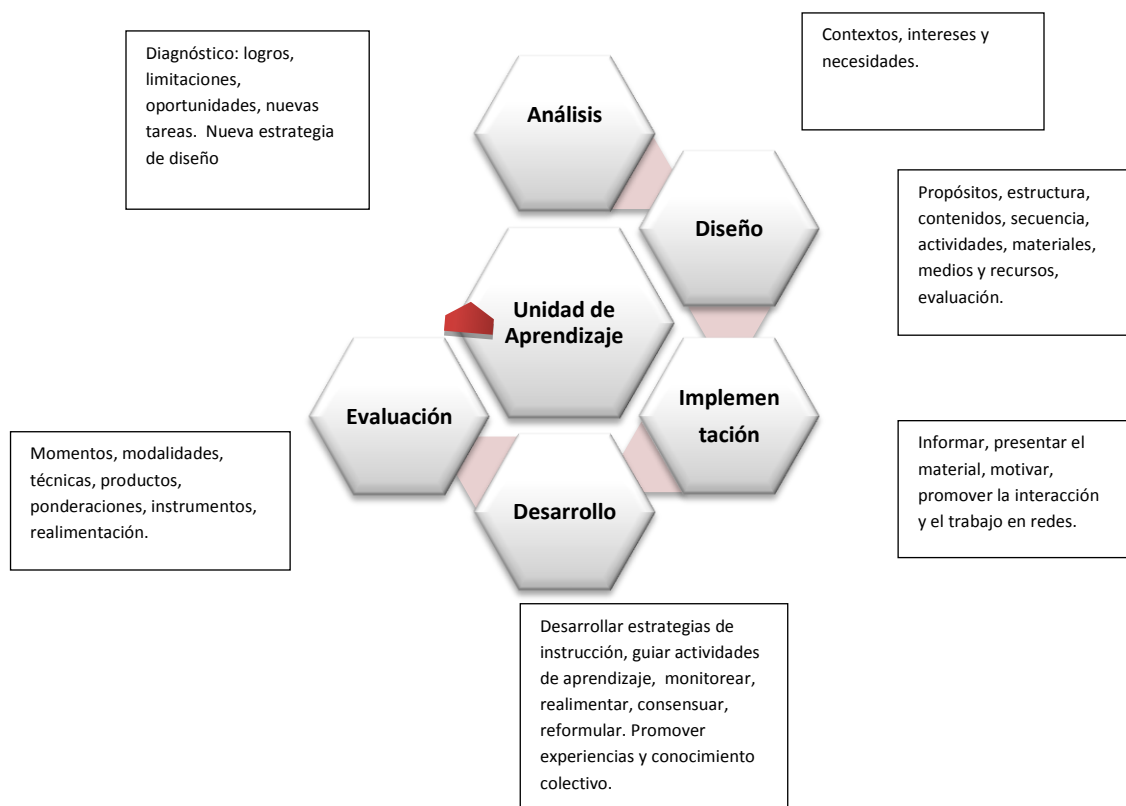 Diagnóstico: logros,
limitaciones,
oportunidades, nuevas
tareas. Nueva estrategia
de diseño
Contextos, intereses y
necesidades.
Análisis
Diseño
Propósitos, estructura,
contenidos, secuencia,
actividades, materiales,
medios y recursos,
evaluación.
Unidad de
Aprendizaje
Evaluación
Implemen
tación
Momentos, modalidades,
técnicas, productos,
ponderaciones, instrumentos,
realimentación.
Informar, presentar el
material, motivar,
promover la interacción
y el trabajo en redes.
Desarrollo
Desarrollar estrategias de
instrucción, guiar actividades
de aprendizaje, monitorear,
realimentar, consensuar,
reformular. Promover
experiencias y conocimiento
colectivo.